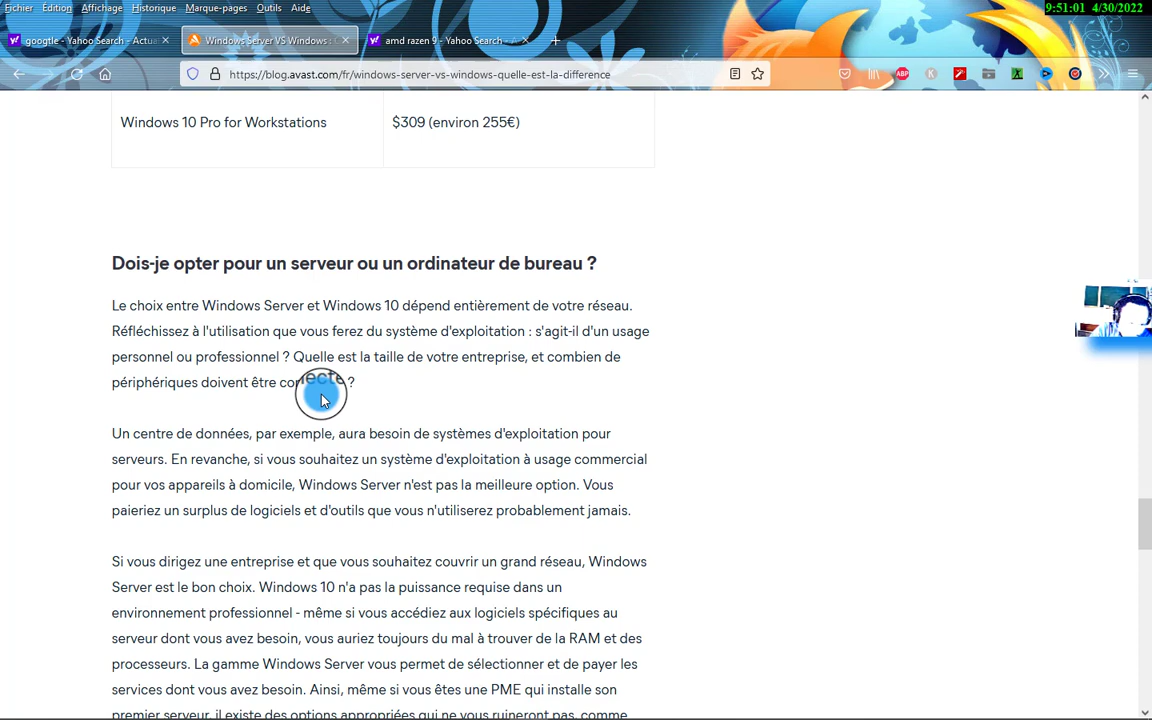 Fichier Édition Affichage Historique Marque-pages Outils Aide
9:51:01 4/30/2022
googtle - Yahoo Search - Actua
Windows Server VS Windows :
amd razen 9 - Yahoo Search -
https://blog.avast.com/fr/windows-server-vs-windows-quelle-est-la-difference
ABP
K
Windows 10 Pro for Workstations $309 (environ 255€)
Dois-je opter pour un serveur ou un ordinateur de bureau ?
Le choix entre Windows Server et Windows 10 dépend entièrement de votre réseau.
Réfléchissez à l'utilisation que vous ferez du système d'exploitation : s'agit-il d'un usage
personnel ou professionnel ? Quelle est la taille de votre entreprise, et combien de
périphériques doivent être ?
Un centre de données, par exemple, aura besoin de systèmes d'exploitation pour
serveurs. En revanche, si vous souhaitez un système d'exploitation à usage commercial
pour vos appareils à domicile, Windows Server n'est pas la meilleure option. Vous
paieriez un surplus de logiciels et d'outils que vous n'utiliserez probablement jamais.
Si vous dirigez une entreprise et que vous souhaitez couvrir un grand réseau, Windows
Server est le bon choix. Windows 10 n'a pas la puissance requise dans un
environnement professionnel - même si vous accédiez aux logiciels spécifiques au
serveur dont vous avez besoin, vous auriez toujours du mal à trouver de la RAM et des
processeurs. La gamme Windows Server vous permet de sélectionner et de payer les
services dont vous avez besoin. Ainsi, même si vous êtes une PME qui installe son
premier serveur, il existe des options appropriées qui ne vous ruineront pas, comme